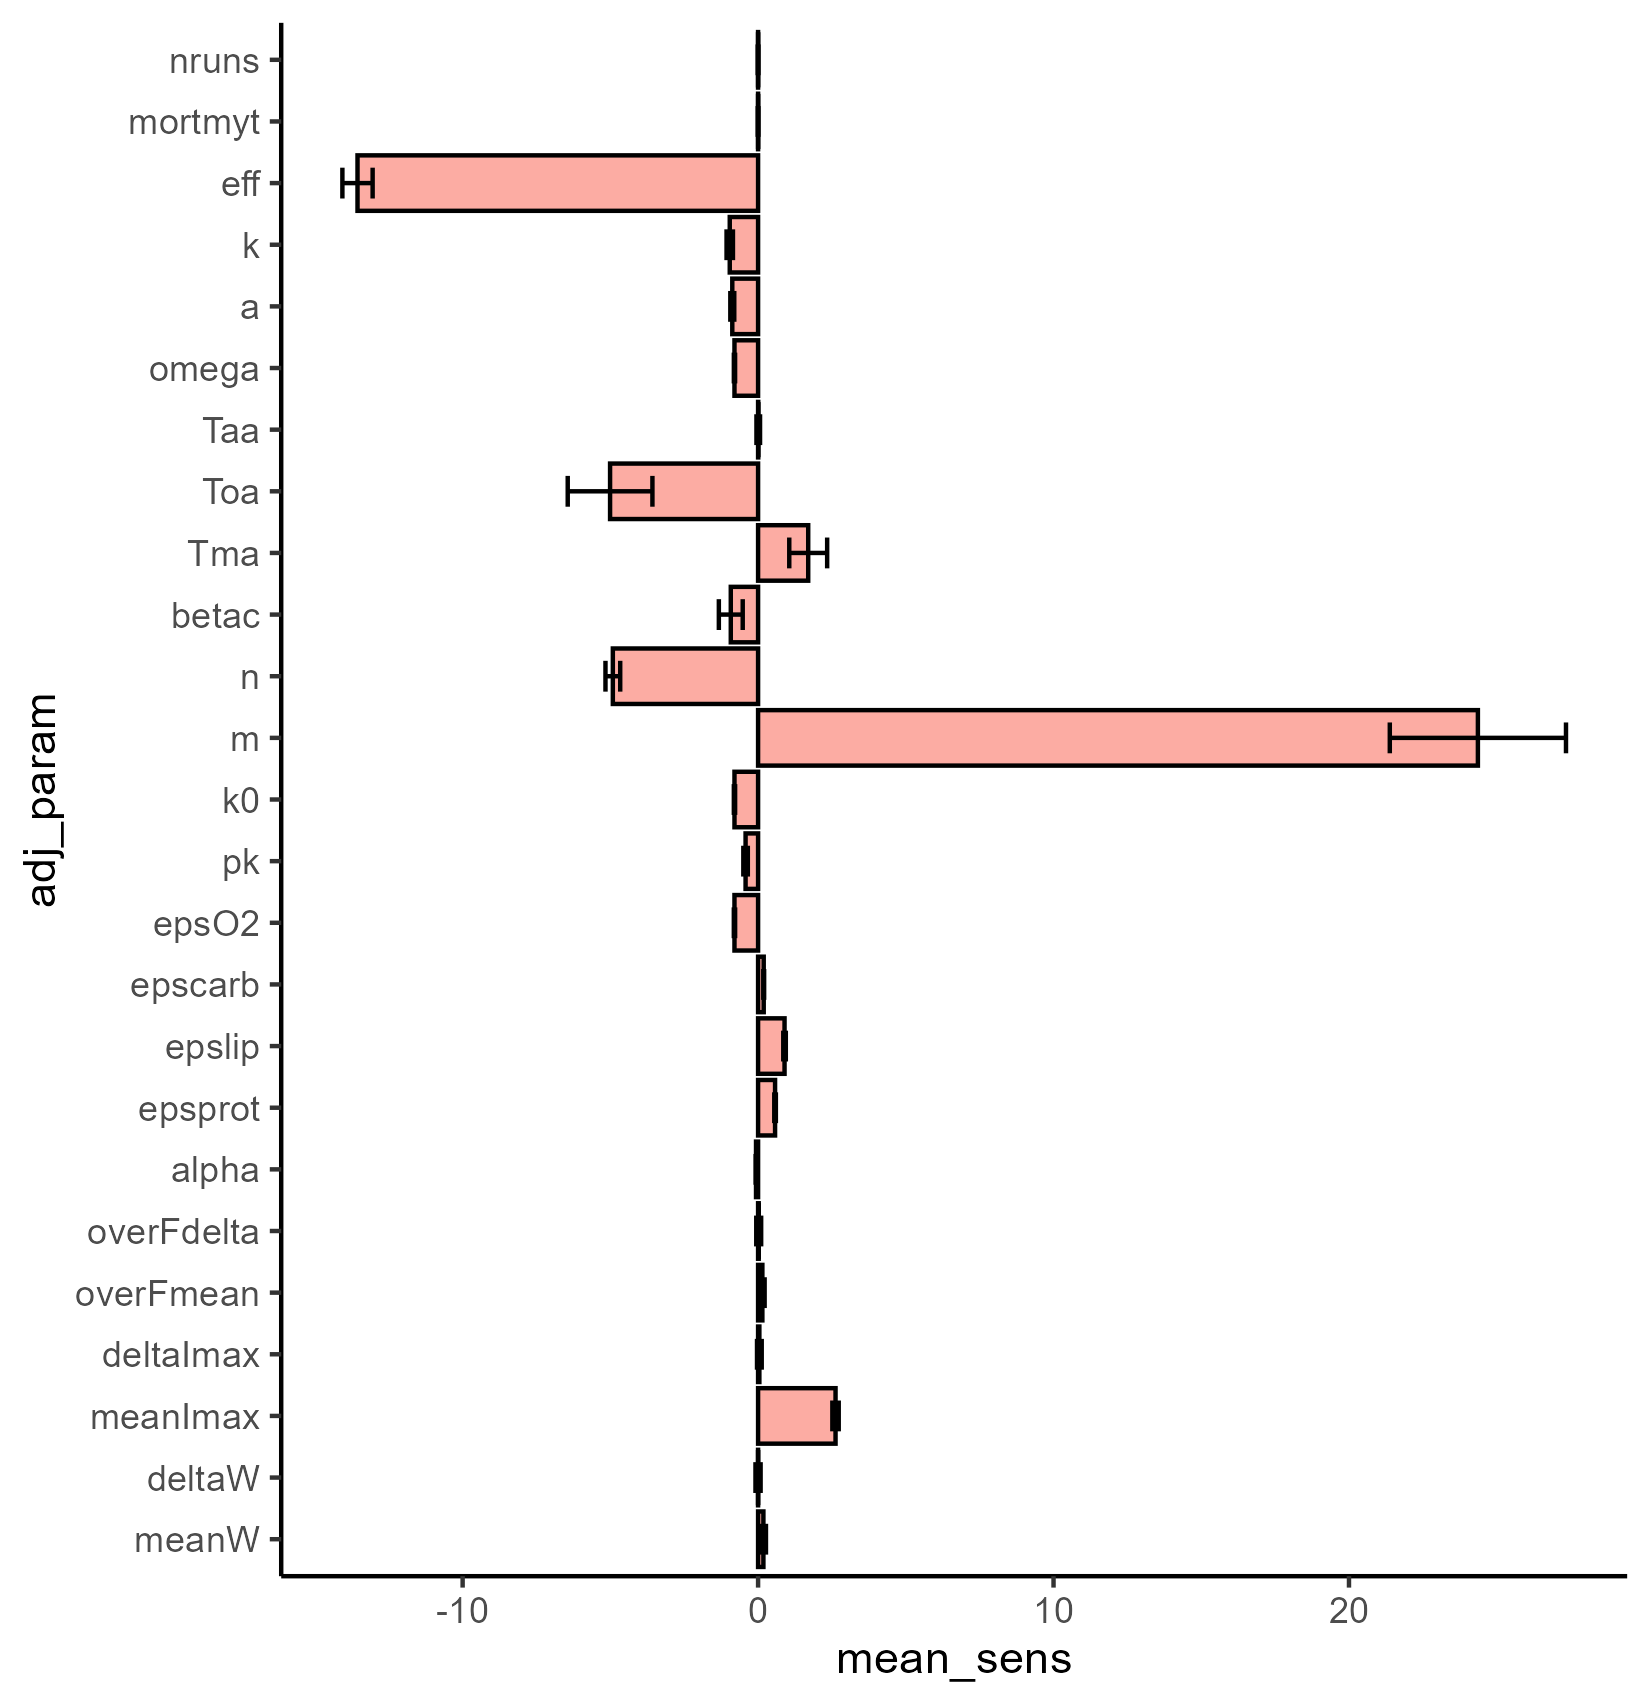 nruns
mortmyt
eff
k
a
omega
Taa
Toa
Tma
betac
n
m
k0
pk
epsO2
epscarb
epslip
epsprot
alpha
overFdelta
overFmean
deltaImax
meanImax
deltaW
meanW
adj_param
-10 0 10 20
mean_sens